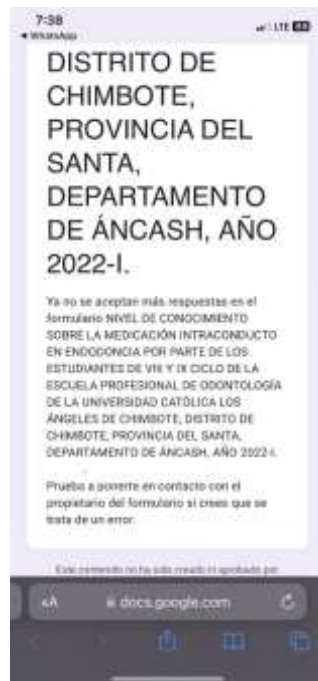 7:38
WhatsApp
LTE
DISTRITO DE
CHIMBOTE,
PROVINCIA DEL
SANTA,
DEPARTAMENTO
DE ÁNCASH, AÑO
2022-I.
Ya no se aceptan más respuestas en el
formulario NIVEL DE CONOCIMIENTO
SOBRE LA MEDICACIÓN INTRACONDUCTO
EN ENDODONCIA POR PARTE DE LOS
ESTUDIANTES DE VIII Y IX CICLO DE LA
ESCUELA PROFESIONAL DE ODONTOLOGÍA
DE LA UNIVERSIDAD CATÓLICA LOS
ÁNGELES DE CHIMBOTE, DISTRITO DE
CHIMBOTE, PROVINCIA DEL SANTA,
DEPARTAMENTO DE ÁNCASH, AÑO 2022-I.
Prueba a ponerte en contacto con el
propietario del formulario si crees que se
trata de un error.
Este contenido no ha sido creado ni aprobado por
AA
docs.google.com